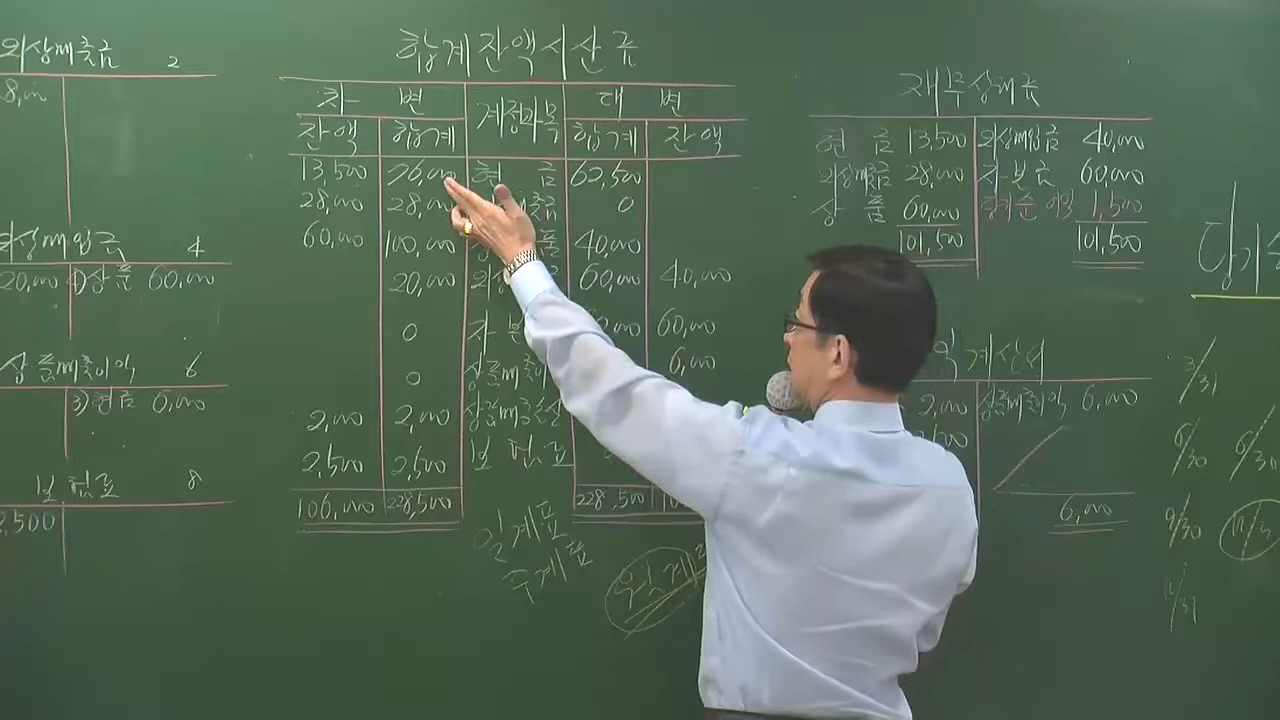 외상매출금 2
8,000
외상매입금 4
20,000 1)상품 60,000
상품매출이익 6
3)현금 6,000
보험료 8
2,500
합계잔액시산표
차 변 계정과목 대 변
잔액 합계 합계 잔액
13,500 76,000 현 금 62,500
28,000 28,000 0
60,000 100,000 40,000
20,000 60,000 40,000
0 자 본 60,000
0 6,000
2,000 2,000
2,500 2,500 보험료
106,000 228,500 228,500
일계표
주계표
월계
재무상태표
현 금 13,500 외상매입금 40,000
외상매출금 28,000 자본금 60,000
상 품 60,000 당기순이익 1,500
101,500 101,500
계산서
2,000 상품매출이익 6,000
6,000
당기
3/31
6/30 6/30
9/30
12/31